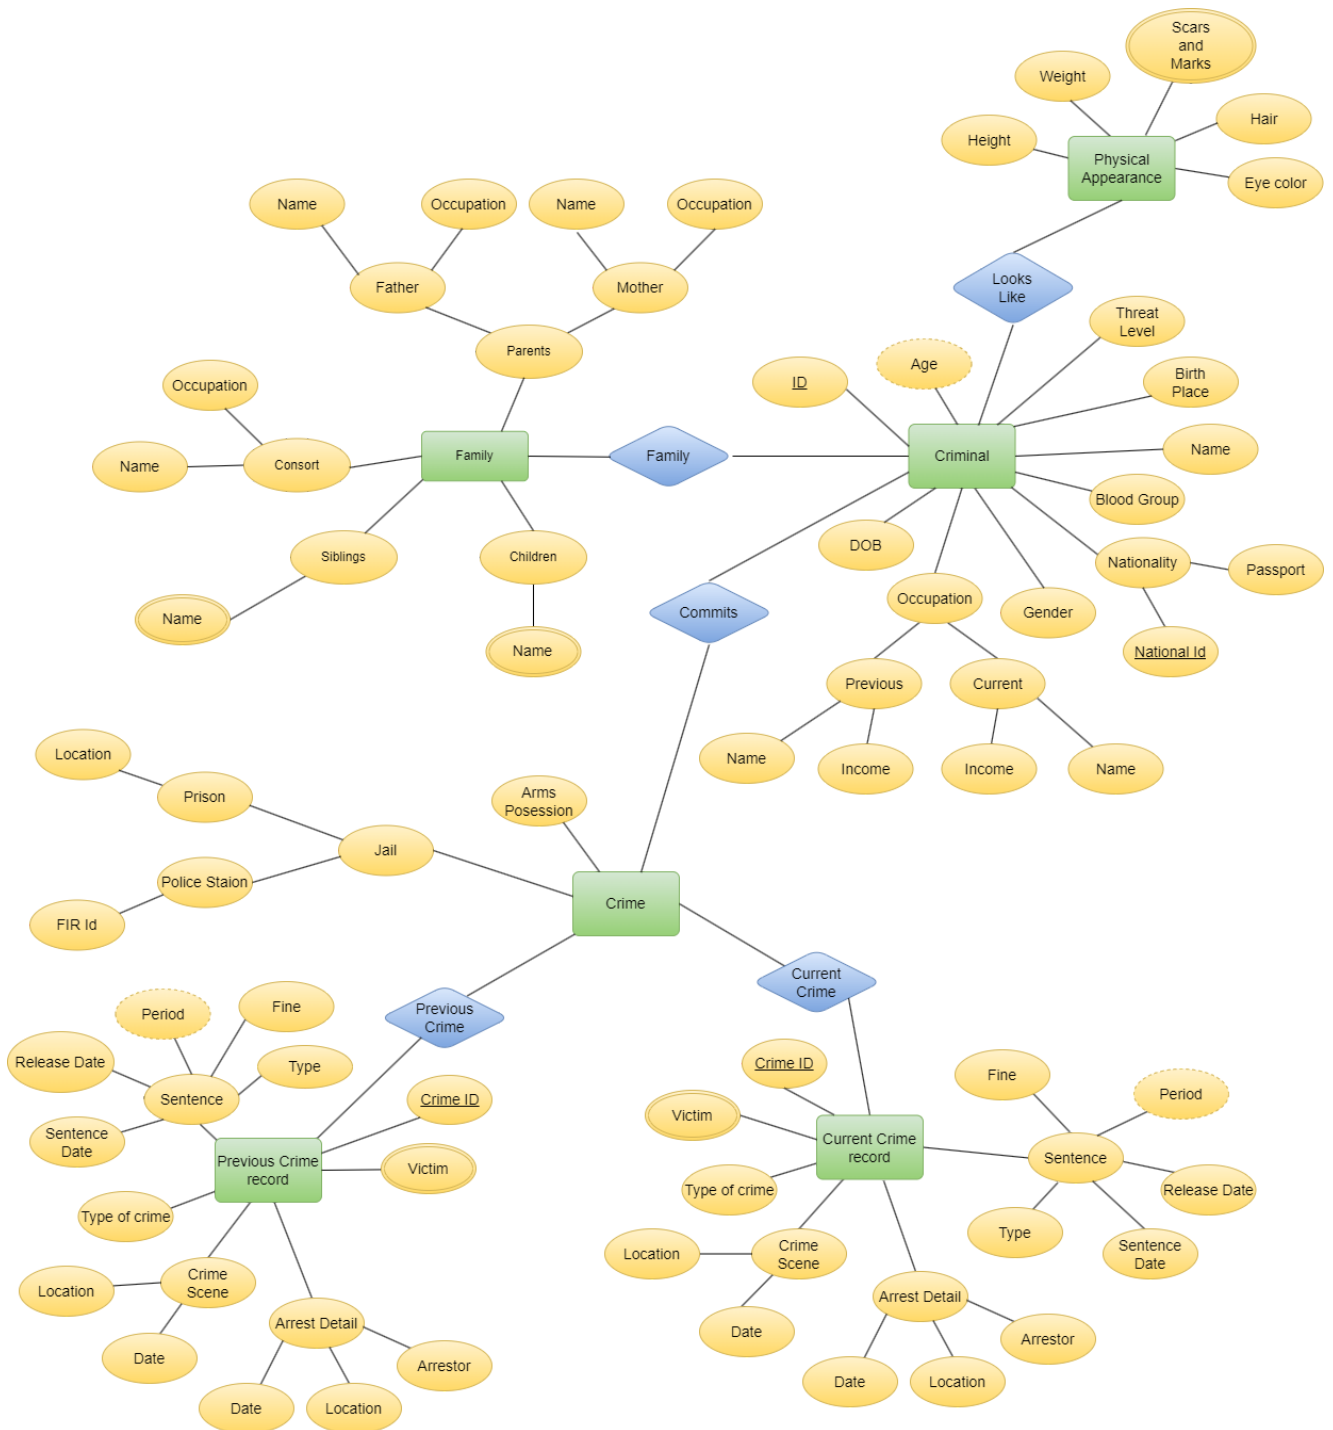 Scars
and
Marks
Weight
Height
Hair
Physical
Appearance
Eye color
Name
Occupation
Name
Occupation
Father
Mother
Looks
Like
Threat
Level
Parents
Age
ID
Birth
Place
Occupation
Name
Consort
Family
Family
Criminal
Name
Blood Group
DOB
Siblings
Children
Nationality
Passport
Occupation
Gender
Commits
Name
Name
National Id
Previous
Current
Location
Prison
Name
Income
Income
Name
Arms
Posession
Jail
Police Staion
FIR Id
Crime
Current
Crime
Previous
Crime
Period
Fine
Release Date
Type
Sentence
Crime ID
Sentence
Date
Previous Crime
record
Victim
Type of crime
Location
Crime
Scene
Date
Arrest Detail
Arrestor
Date
Location
Crime ID
Victim
Current Crime
record
Type of crime
Fine
Period
Sentence
Release Date
Type
Sentence
Date
Location
Crime
Scene
Date
Arrest Detail
Arrestor
Date
Location